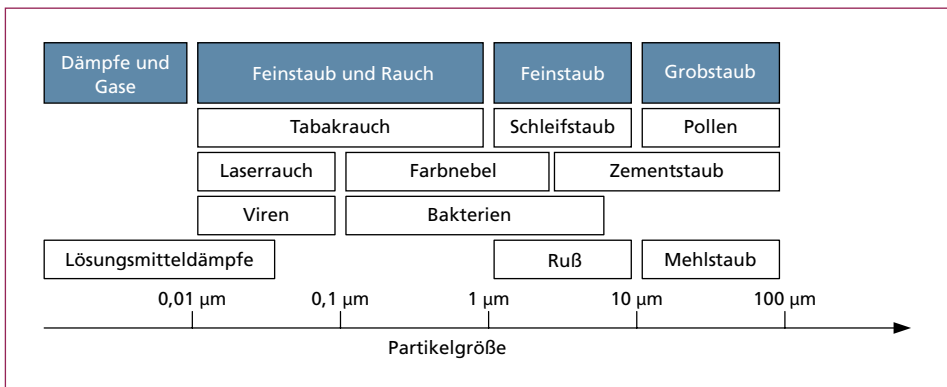 Dämpfe und
Gase
Feinstaub und Rauch
Feinstaub
Grobstaub
Tabakrauch
Schleifstaub
Pollen
Laserrauch
Farbnebel
Zementstaub
Viren
Bakterien
Lösungsmitteldämpfe
Ruß
Mehlstaub
0,01 µm
0,1 µm
1 µm
10 µm
100 µm
Partikelgröße